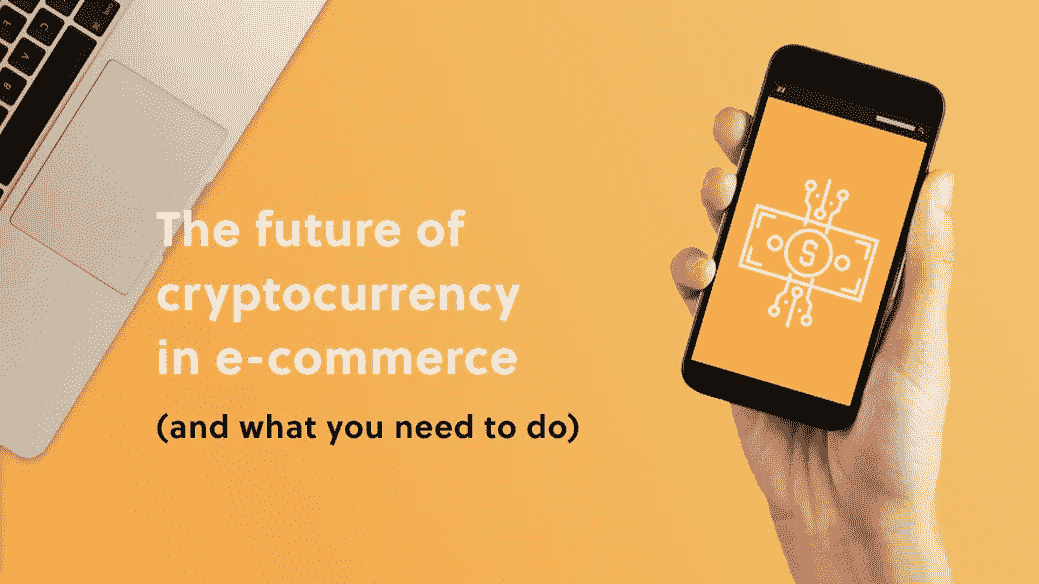 The future of
cryptocurrency
in e-commerce
(and what you need to do)
S